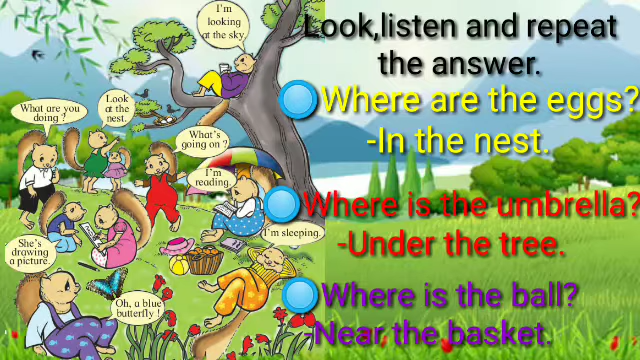 I'm
looking
at the sky.
Look,listen and repeat
the answer.
Where are the eggs?
-In the nest.
What are you
doing ?
Look
at the
nest.
What's
going on ?
I'm
reading.
Where is the umbrella?
-Under the tree.
I'm sleeping.
She's
drawing
a picture.
Oh, a blue
butterfly !
Where is the ball?
Near the basket.